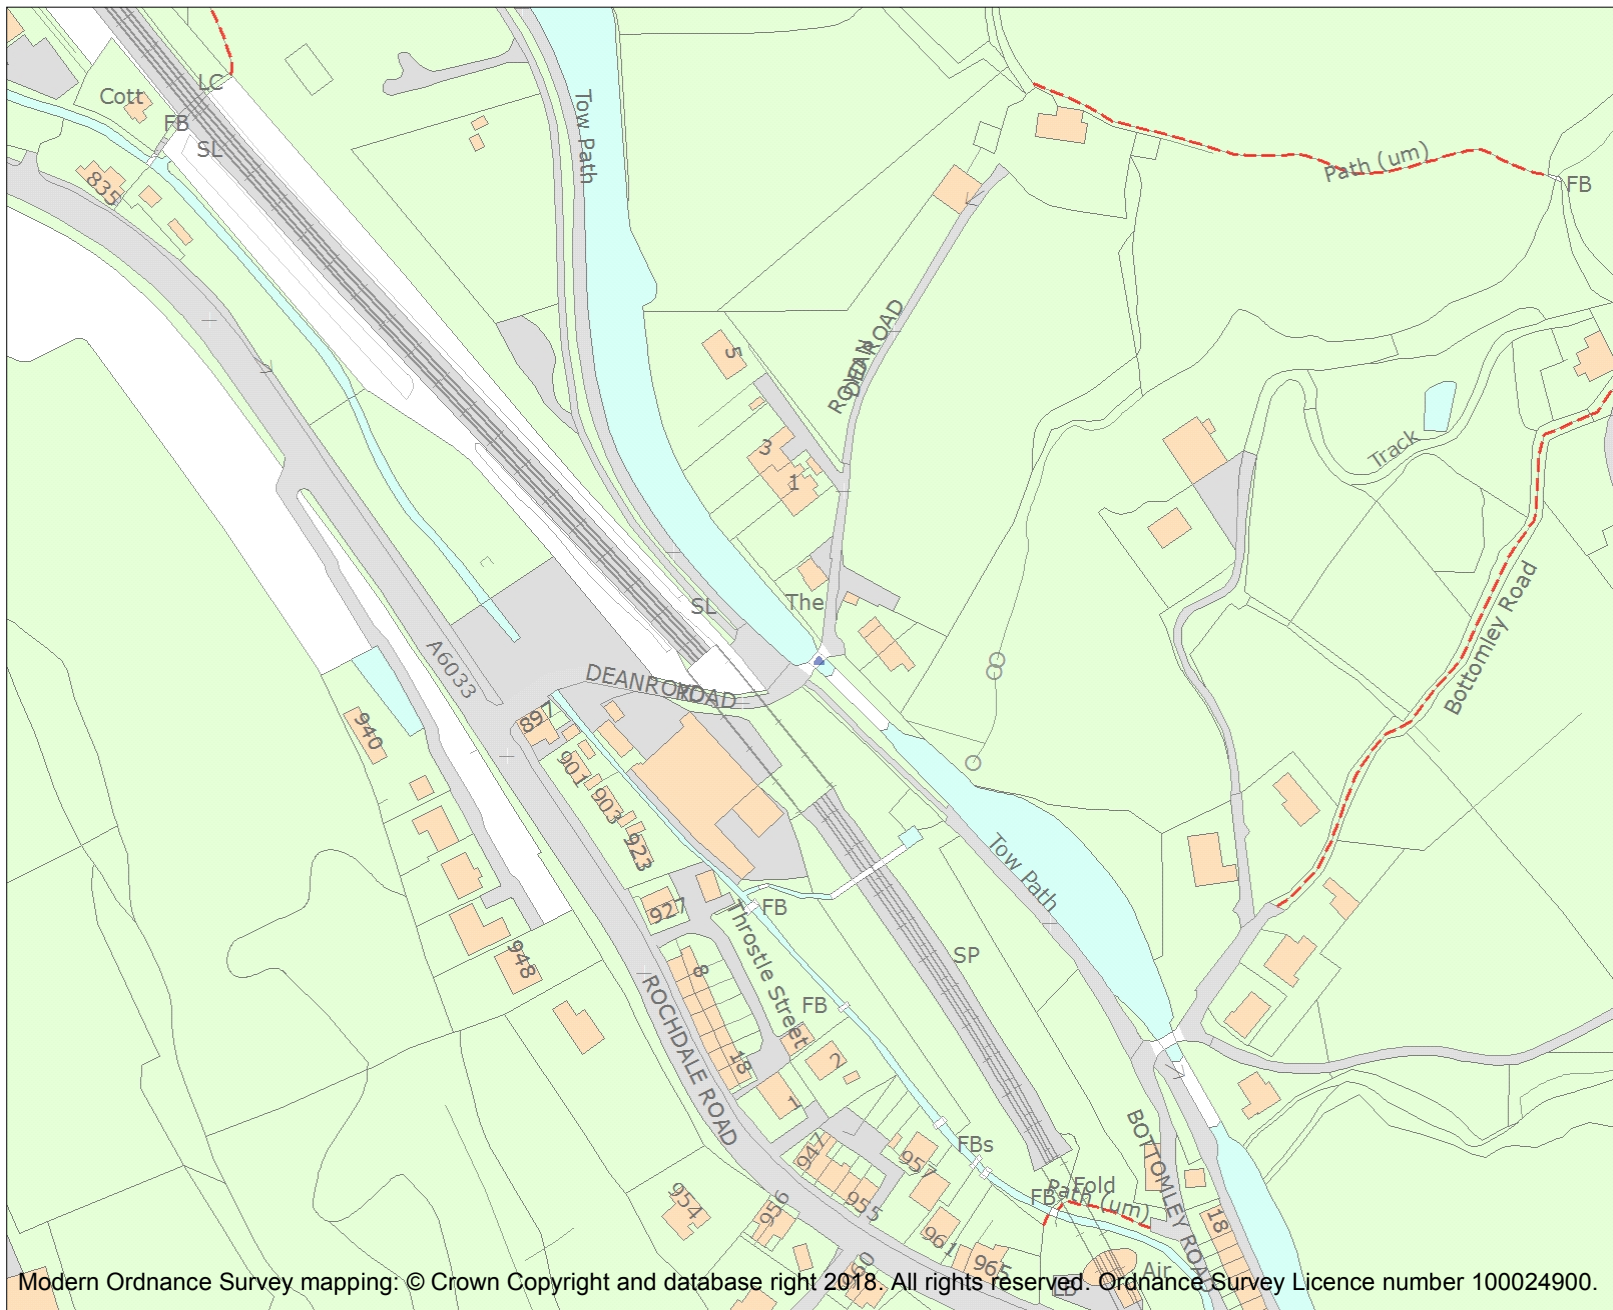 LC
Cott
FB
SL
835
Tow Path
Path (um)
FB
5
ROAD
3
1
Track
Bottomley Road
The
SL
A6033
DEANROYD
ROAD
940
897
901
903
923
927
FB
Tow Path
SP
948
8
Throstle Street
FB
ROCHDALE ROAD
18
2
1
947
FBs
957
955
954
956
961
965
FB
Fold
Path (um)
BOTTOMLEY ROAD
18
Air
LB
Modern Ordnance Survey mapping: © Crown Copyright and database right 2018. All rights reserved. Ordnance Survey Licence number 100024900.